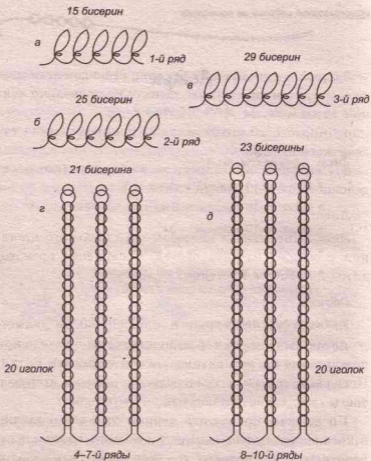 15 бисерин
а
1-й ряд
29 бисерин
в
3-й ряд
25 бисерин
б
2-й ряд
21 бисерина
г
20 иголок
4–7-й ряды
23 бисерины
д
20 иголок
8–10-й ряды